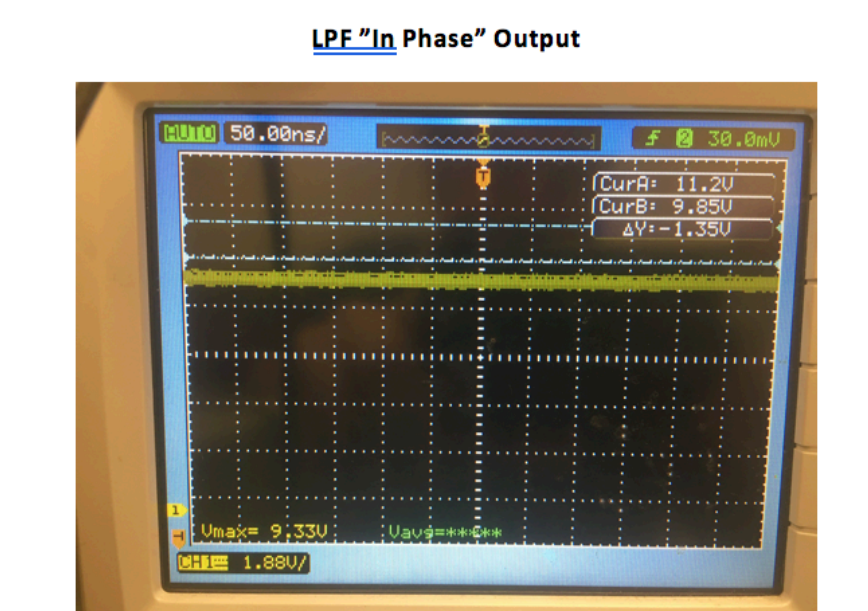 LPF ”In Phase” Output
AUTO 50.00ns/ T 2 30.0mV
T
CurA: 11.2V
CurB: 9.85V
ΔY:-1.35V
1
T
Vmax= 9.33V Vavg=*****
CH1 1.88V/